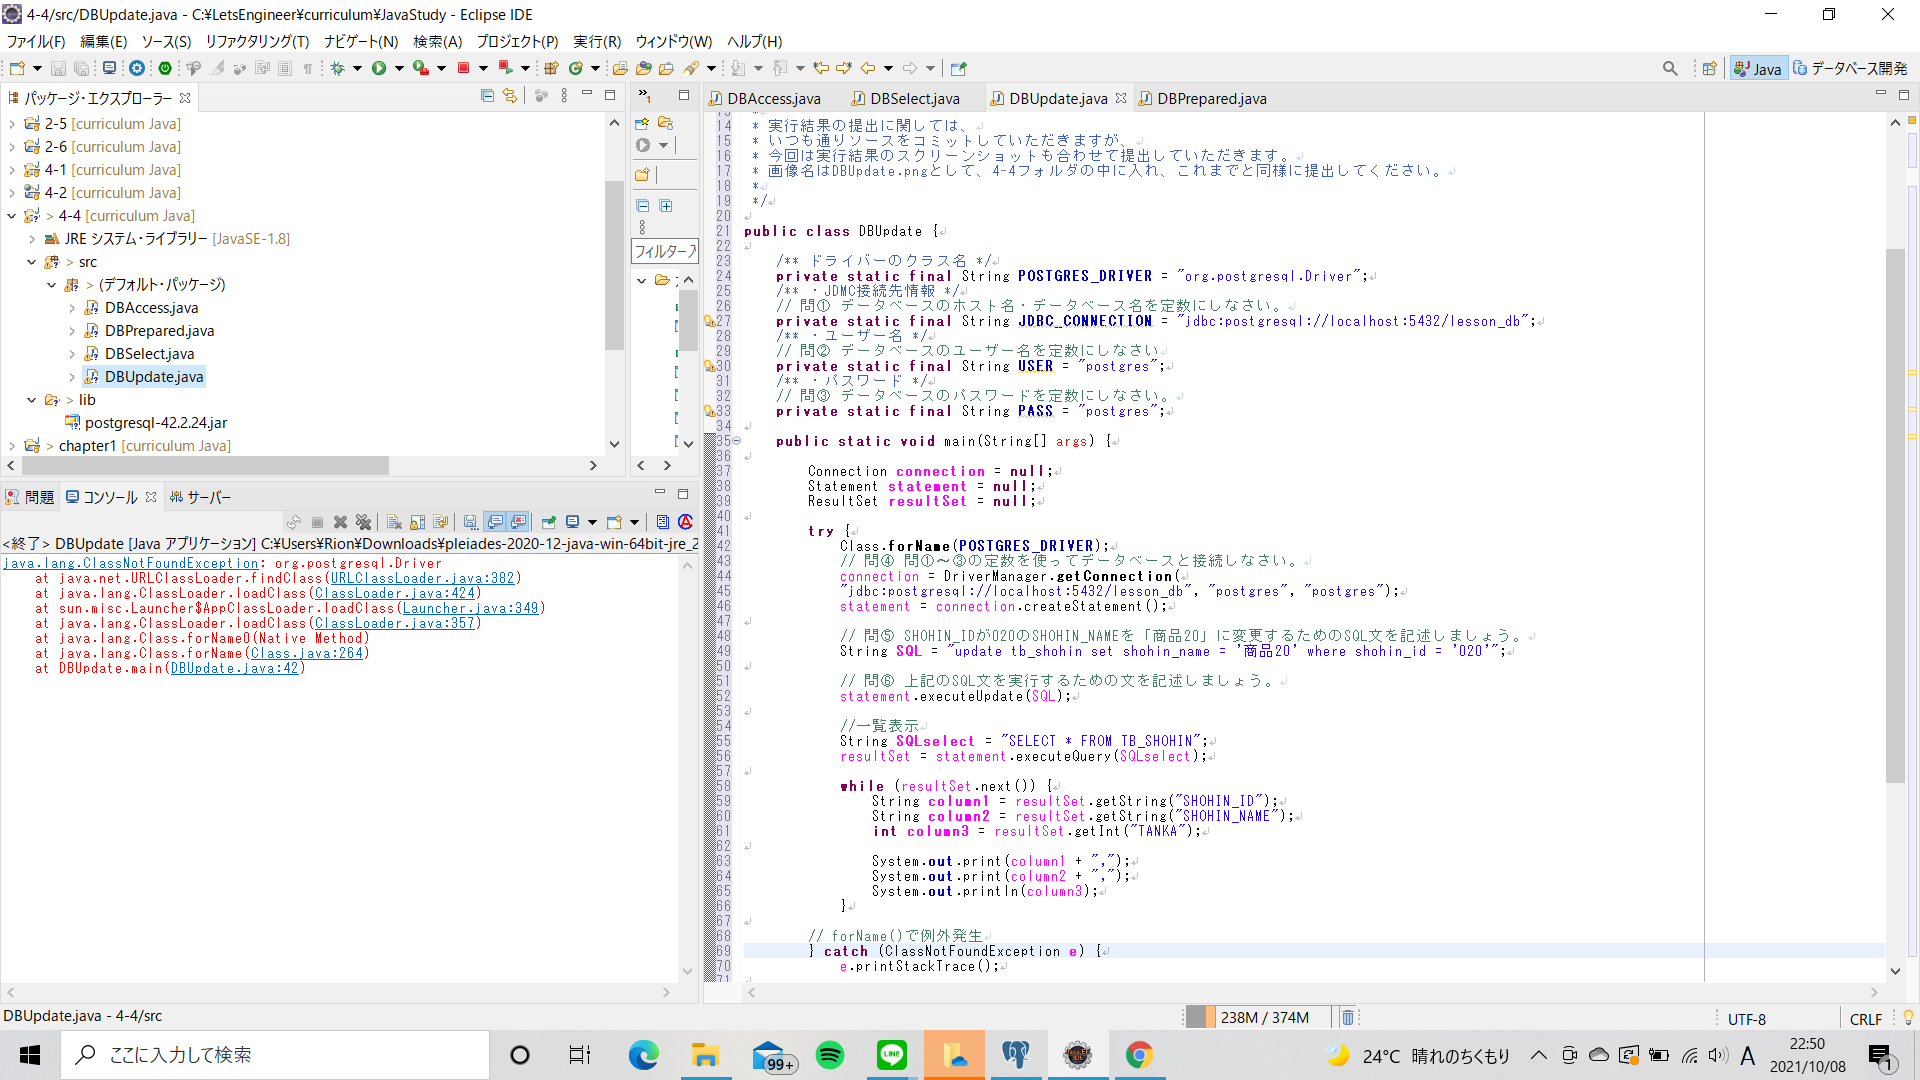 4-4/src/DBUpdate.java - C:¥LetsEngineer¥curriculum¥JavaStudy - Eclipse IDE
ファイル(F) 編集(E) ソース(S) リファクタリング(T) ナビゲート(N) 検索(A) プロジェクト(P) 実行(R) ウィンドウ(W) ヘルプ(H)
Java データベース開発
パッケージ・エクスプローラー
2-5 [curriculum Java]
2-6 [curriculum Java]
4-1 [curriculum Java]
4-2 [curriculum Java]
> 4-4 [curriculum Java]
JRE システム・ライブラリー [JavaSE-1.8]
> src
> (デフォルト・パッケージ)
DBAccess.java
DBPrepared.java
DBSelect.java
DBUpdate.java
> lib
postgresql-42.2.24.jar
> chapter1 [curriculum Java]
フィルター入
問題 コンソール サーバー
<終了> DBUpdate [Java アプリケーション] C:¥Users¥Rion¥Downloads¥pleiades-2020-12-java-win-64bit-jre_2
java.lang.ClassNotFoundException: org.postgresql.Driver
at java.net.URLClassLoader.findClass(URLClassLoader.java:382)
at java.lang.ClassLoader.loadClass(ClassLoader.java:424)
at sun.misc.Launcher$AppClassLoader.loadClass(Launcher.java:349)
at java.lang.ClassLoader.loadClass(ClassLoader.java:357)
at java.lang.Class.forName0(Native Method)
at java.lang.Class.forName(Class.java:264)
at DBUpdate.main(DBUpdate.java:42)
DBAccess.java DBSelect.java DBUpdate.java DBPrepared.java
14 * 実行結果の提出に関しては、
15 * いつも通りソースをコミットしていただきますが、
16 * 今回は実行結果のスクリーンショットも合わせて提出していただきます。
17 * 画像名はDBUpdate.pngとして、4-4フォルダの中に入れ、これまでと同様に提出してください。
18 *
19 */
20
21 public class DBUpdate {
22
23 /** ドライバーのクラス名 */
24 private static final String POSTGRES_DRIVER = "org.postgresql.Driver";
25 /** ・JDMC接続先情報 */
26 // 問① データベースのホスト名・データベース名を定数にしなさい。
27 private static final String JDBC_CONNECTION = "jdbc:postgresql://localhost:5432/lesson_db";
28 /** ・ユーザー名 */
29 // 問② データベースのユーザー名を定数にしなさい
30 private static final String USER = "postgres";
31 /** ・パスワード */
32 // 問③ データベースのパスワードを定数にしなさい。
33 private static final String PASS = "postgres";
34
35 public static void main(String[] args) {
36
37 Connection connection = null;
38 Statement statement = null;
39 ResultSet resultSet = null;
40
41 try {
42 Class.forName(POSTGRES_DRIVER);
43 // 問④ 問①～③の定数を使ってデータベースと接続しなさい。
44 connection = DriverManager.getConnection(
45 "jdbc:postgresql://localhost:5432/lesson_db", "postgres", "postgres");
46 statement = connection.createStatement();
47
48 // 問⑤ SHOHIN_IDが020のSHOHIN_NAMEを「商品20」に変更するためのSQL文を記述しましょう。
49 String SQL = "update tb_shohin set shohin_name = '商品20' where shohin_id = '020'";
50
51 // 問⑥ 上記のSQL文を実行するための文を記述しましょう。
52 statement.executeUpdate(SQL);
53
54 //一覧表示
55 String SQLselect = "SELECT * FROM TB_SHOHIN";
56 resultSet = statement.executeQuery(SQLselect);
57
58 while (resultSet.next()) {
59 String column1 = resultSet.getString("SHOHIN_ID");
60 String column2 = resultSet.getString("SHOHIN_NAME");
61 int column3 = resultSet.getInt("TANKA");
62
63 System.out.print(column1 + ",");
64 System.out.print(column2 + ",");
65 System.out.println(column3);
66 }
67
68 // forName()で例外発生
69 } catch (ClassNotFoundException e) {
70 e.printStackTrace();
DBUpdate.java - 4-4/src
238M / 374M
UTF-8
CRLF
ここに入力して検索
99+
24°C 晴れのちくもり
A
22:50
2021/10/08
1